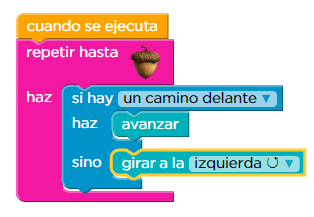 cuando se ejecuta
repetir hasta
haz si hay un camino delante
haz avanzar
sino girar a la izquierda